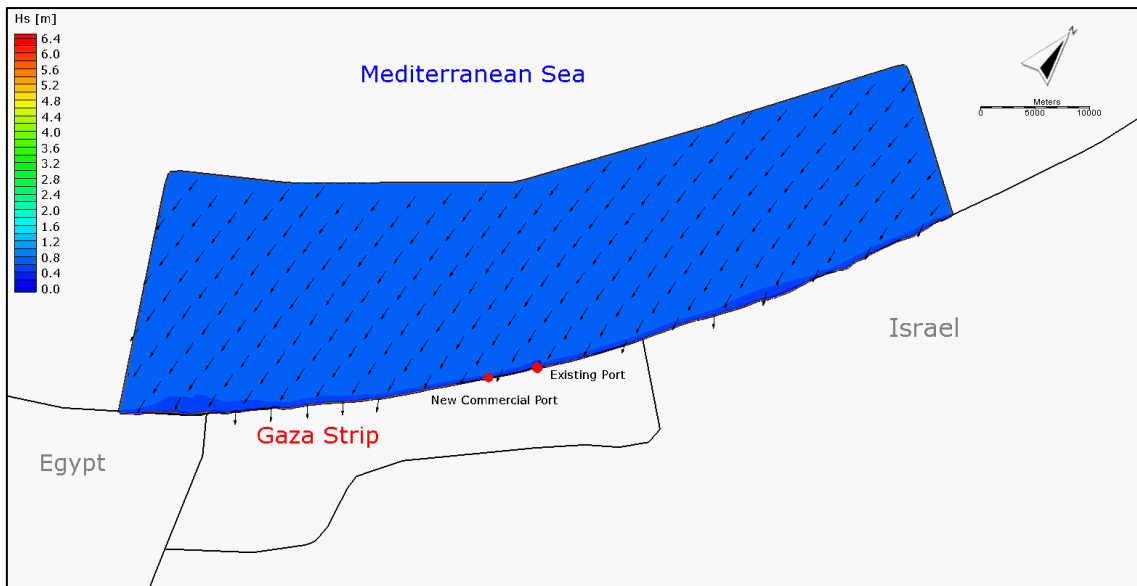 Hs [m]
6.4
6.0
5.6
5.2
4.8
4.4
4.0
3.6
3.2
2.8
2.4
2.0
1.6
1.2
0.8
0.4
0.0
Mediterranean Sea
N
Meters
0 5000 10000
Israel
Existing Port
New Commercial Port
Gaza Strip
Egypt